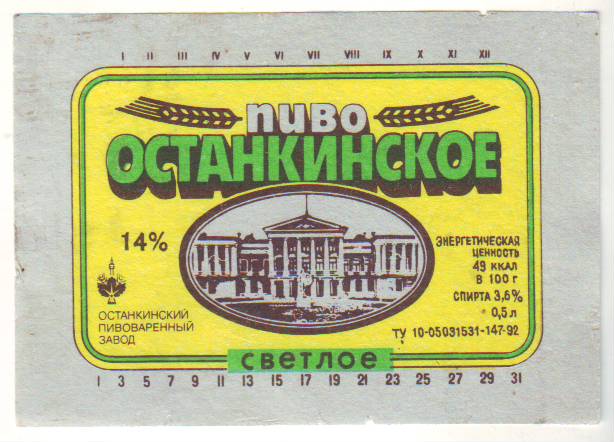 I II III IV V VI VII VIII IX X XI XII
пиво
ОСТАНКИНСКОЕ
14%
ОСТАНКИНСКИЙ
ПИВОВАРЕННЫЙ
ЗАВОД
ЭНЕРГЕТИЧЕСКАЯ
ЦЕННОСТЬ
49 ККАЛ
В 100 Г
СПИРТА 3,6%
0,5 Л
ТУ 10-05031531-147-92
светлое
1 3 5 7 9 11 13 15 17 19 21 23 25 27 29 31